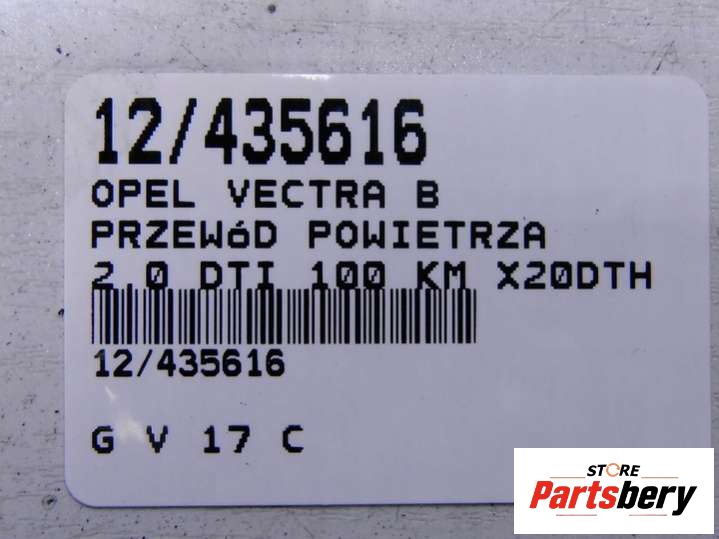 12/435616
OPEL VECTRA B
PRZEWóD POWIETRZA
2.0 DTI 100 KM X20DTH
12/435616
G V 17 C
STORE
Partsbery